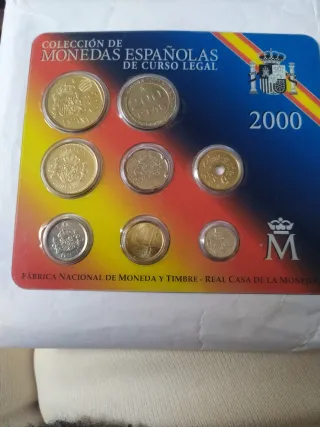 COLECCIÓN DE
MONEDAS ESPAÑOLAS
DE CURSO LEGAL
2000
M
FÁBRICA NACIONAL DE MONEDA Y TIMBRE - REAL CASA DE LA MONEDA